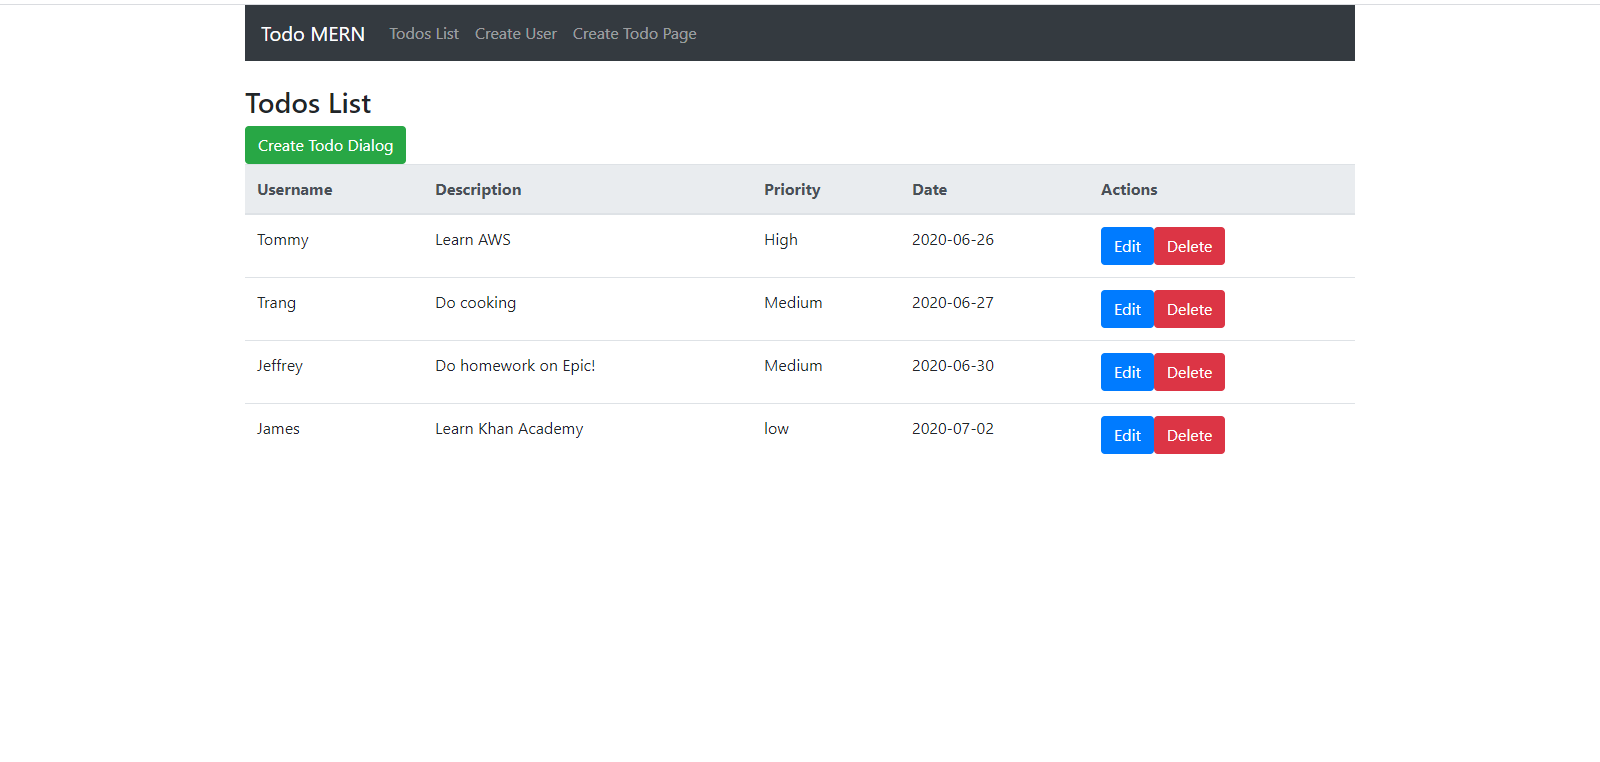 Todo MERN Todos List Create User Create Todo Page
Todos List
Create Todo Dialog
Username Description Priority Date Actions
Tommy Learn AWS High 2020-06-26 Edit Delete
Trang Do cooking Medium 2020-06-27 Edit Delete
Jeffrey Do homework on Epic! Medium 2020-06-30 Edit Delete
James Learn Khan Academy low 2020-07-02 Edit Delete